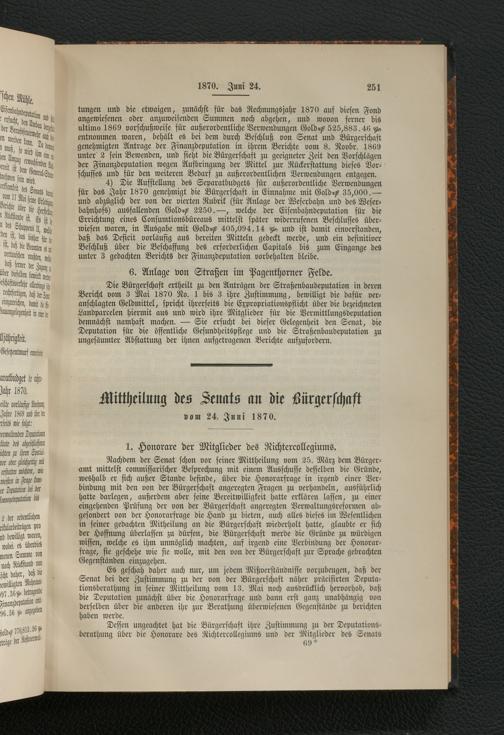 1870. Juni 24. 251
tungen und die etwaigen, zunächst für das Rechnungsjahr 1870 auf diesen Fond
angewiesenen oder anzuweisenden Summen noch abgehen, und wovon ferner bis
ultimo 1869 vorschußweise für außerordentliche Verwendungen Gold 525,883. 46
entnommen waren, behält es bei dem durch Beschluß von Senat und Bürgerschaft
genehmigten Antrage der Finanzdeputation in ihrem Berichte vom 8. Novbr. 1869
unter 2 sein Bewenden, und sieht die Bürgerschaft zu geeigneter Zeit den Vorschlägen
der Finanzdeputation wegen Aufbringung der Mittel zur Rückerstattung dieses Vor-
schusses und für den weiteren Bedarf zu außerordentlichen Verwendungen entgegen.
4) Die Aufstellung des Separatbudgets für außerordentliche Verwendungen
für das Jahr 1870 genehmigt die Bürgerschaft in Einnahme mit Gold 35,000. —
und abzüglich der von der vierten Rubrik (für Anlage der Weserbahn und des Weser-
bahnhofs) ausfallenden Gold 2250. —, welche der Eisenbahndeputation für die
Errichtung eines Consumtionsbüreaus mittelst später widerrufenen Beschlusses über-
wiesen waren, in Ausgabe mit Gold 405,094. 14 und ist damit einverstanden,
daß das Deficit vorläufig aus bereiten Mitteln gedeckt werde, und ein definitiver
Beschluß über die Beschaffung des erforderlichen Capitals bis zum Eingange des
unter 3 gedachten Berichts der Finanzdeputation vorbehalten bleibe.
6. Anlage von Straßen im Pagenthorner Felde.
Die Bürgerschaft ertheilt zu den Anträgen der Straßenbaudeputation in deren
Bericht vom 3 Mai 1870 No. 1 bis 3 ihre Zustimmung, bewilligt die dafür ver-
anschlagten Geldmittel, spricht ihrerseits die Expropriationspflicht über die bezeichneten
Landparcelen hiermit aus und wird ihre Mitglieder für die Vermittlungsdeputation
demnächst namhaft machen. — Sie ersucht bei dieser Gelegenheit den Senat, die
Deputation für die öffentliche Gesundheitspflege und die Straßenbaudeputation zu
ungesäumter Abstattung der ihnen aufgetragenen Berichte aufzufordern.
Mittheilung des Senats an die Bürgerschaft
vom 24. Juni 1870.
1. Honorare der Mitglieder des Richtercollegiums.
Nachdem der Senat schon vor seiner Mittheilung vom 25. März dem Bürger-
amt mittelst commissarischer Besprechung mit einem Ausschusse desselben die Gründe,
weshalb er sich außer Stande befinde, über die Honorarfrage in irgend einer Ver-
bindung mit den von der Bürgerschaft angeregten Fragen zu verhandeln, ausführlich
hatte darlegen, außerdem aber seine Bereitwilligkeit hatte erklären lassen, zu einer
eingehenden Prüfung der von der Bürgerschaft angeregten Verwaltungsreformen ab-
gesondert von der Honorarfrage die Hand zu bieten, auch alles dieses im Wesentlichen
in seiner gedachten Mittheilung an die Bürgerschaft wiederholt hatte, glaubte er sich
der Hoffnung überlassen zu dürfen, die Bürgerschaft werde die Gründe zu würdigen
wissen, welche es ihm unmöglich machten, auf irgend eine Verbindung der Honorar-
frage, sie geschehe wie sie wolle, mit den von der Bürgerschaft zur Sprache gebrachten
Gegenständen einzugehen.
Es geschah daher auch nur, um jedem Mißverständnisse vorzubeugen, daß der
Senat bei der Zustimmung zu der von der Bürgerschaft näher präcisirten Deputa-
tionsberathung in seiner Mittheilung vom 13. Mai noch ausdrücklich hervorhob, daß
die Deputation zunächst über die Honorarfrage und dann erst ganz unabhängig von
derselben über die anderen ihr zur Berathung überwiesenen Gegenstände zu berichten
haben werde.
Dessen ungeachtet hat die Bürgerschaft ihre Zustimmung zu der Deputations-
berathung über die Honorare des Richtercollegiums und der Mitglieder des Senats
69*